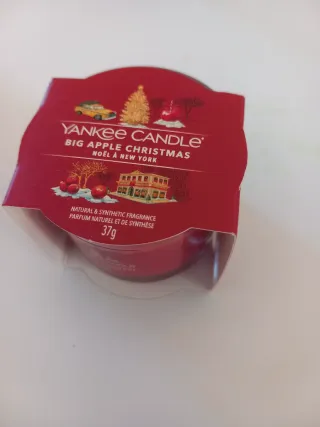 YANKEE CANDLE®
BIG APPLE CHRISTMAS
NOËL À NEW YORK
NATURAL & SYNTHETIC FRAGRANCE
PARFUM NATUREL ET DE SYNTHÈSE
37g